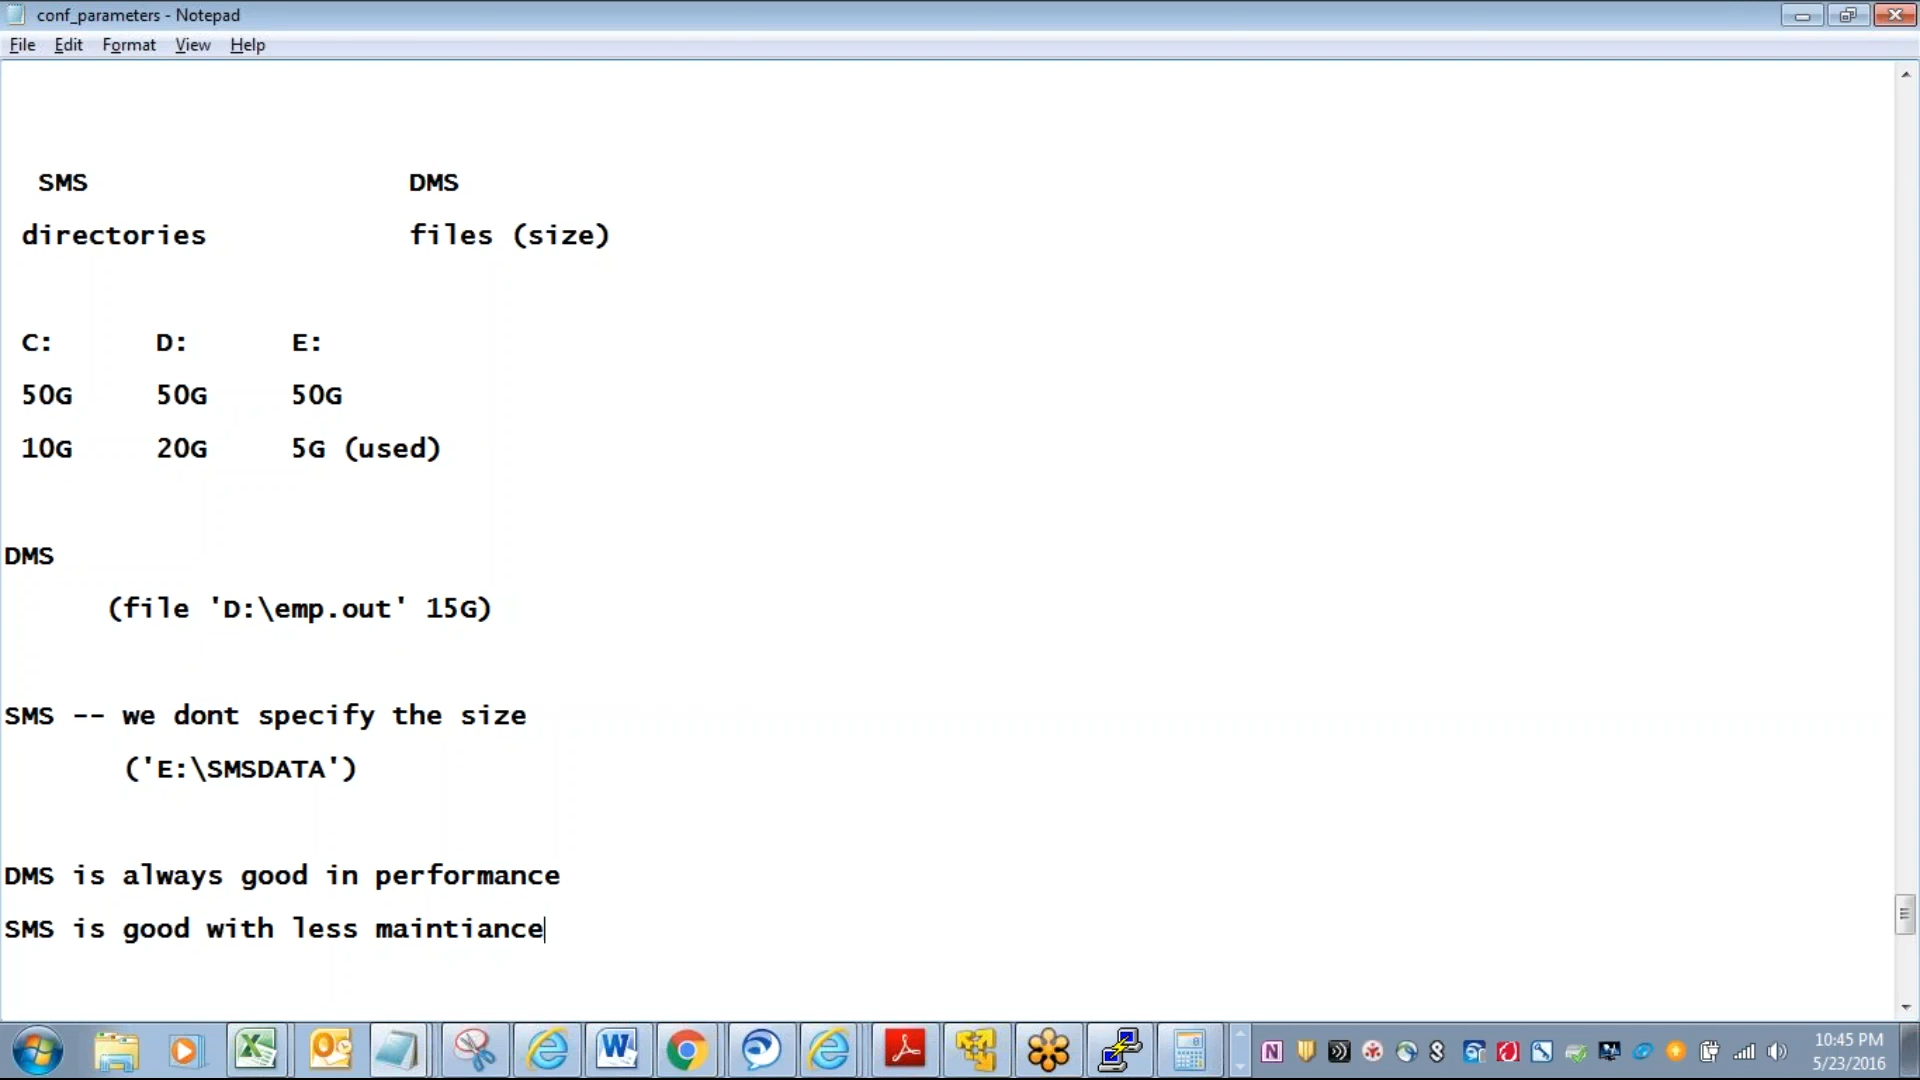 conf_parameters - Notepad
File Edit Format View Help
SMS DMS
directories files (size)
C: D: E:
50G 50G 50G
10G 20G 5G (used)
DMS
(file 'D:\emp.out' 15G)
SMS -- we dont specify the size
('E:\SMSDATA')
DMS is always good in performance
SMS is good with less maintiance
10:45 PM
5/23/2016